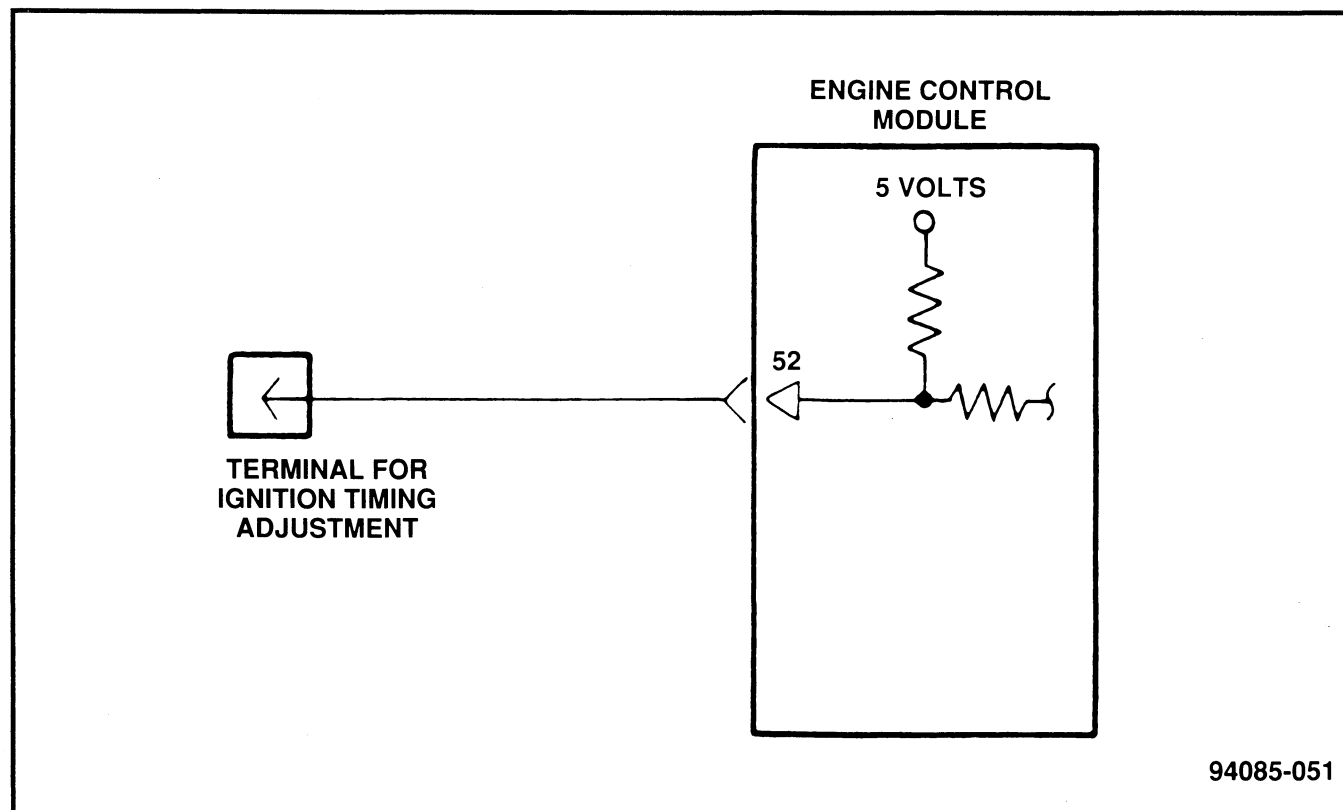 ENGINE CONTROL
MODULE
5 VOLTS
52
TERMINAL FOR
IGNITION TIMING
ADJUSTMENT
94085-051